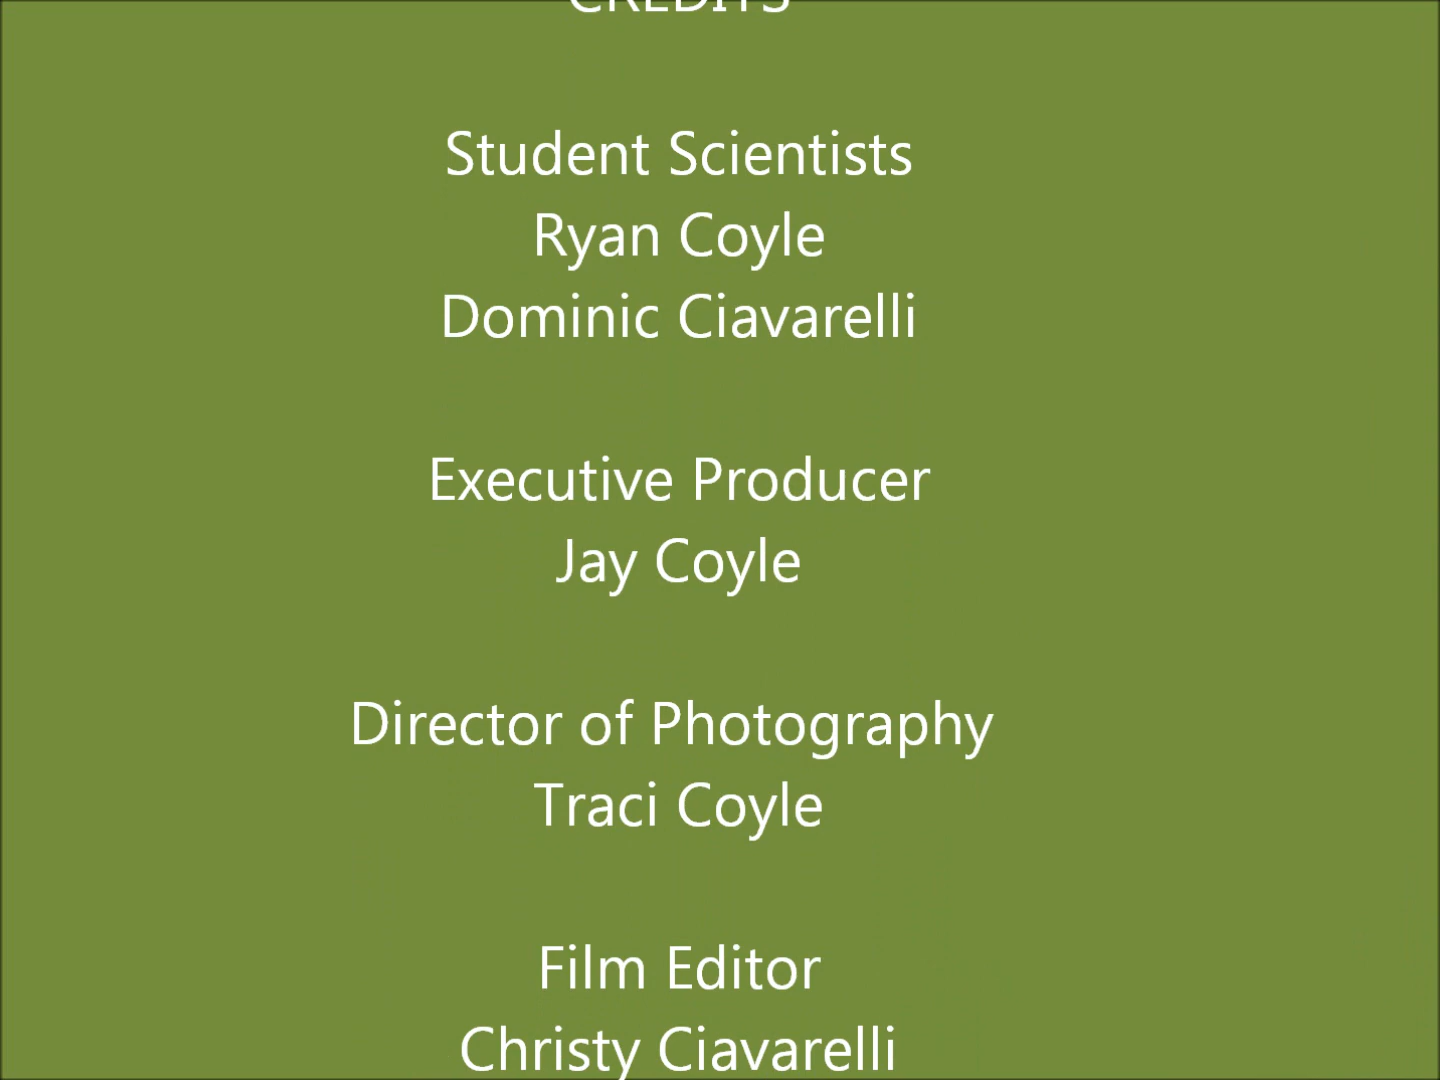 CREDITS
Student Scientists
Ryan Coyle
Dominic Ciavarelli
Executive Producer
Jay Coyle
Director of Photography
Traci Coyle
Film Editor
Christy Ciavarelli